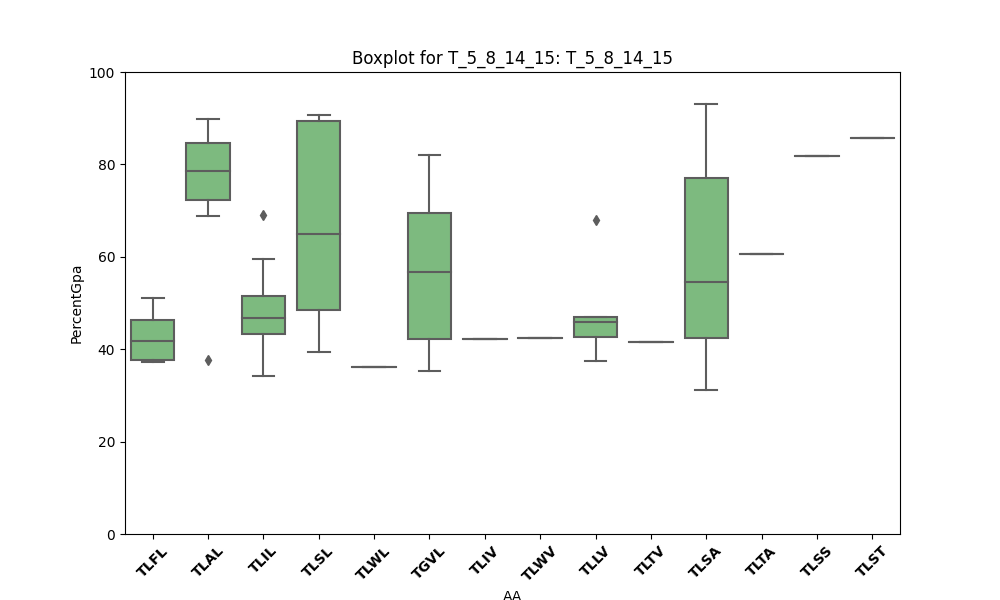 Boxplot for T_5_8_14_15: T_5_8_14_15
PercentGpa
100
80
60
40
20
0
TLFL TLAL TLIL TLSL TLWL TGVL TLIV TLWV TLLV TLTV TLSA TLTA TLSS TLST
AA